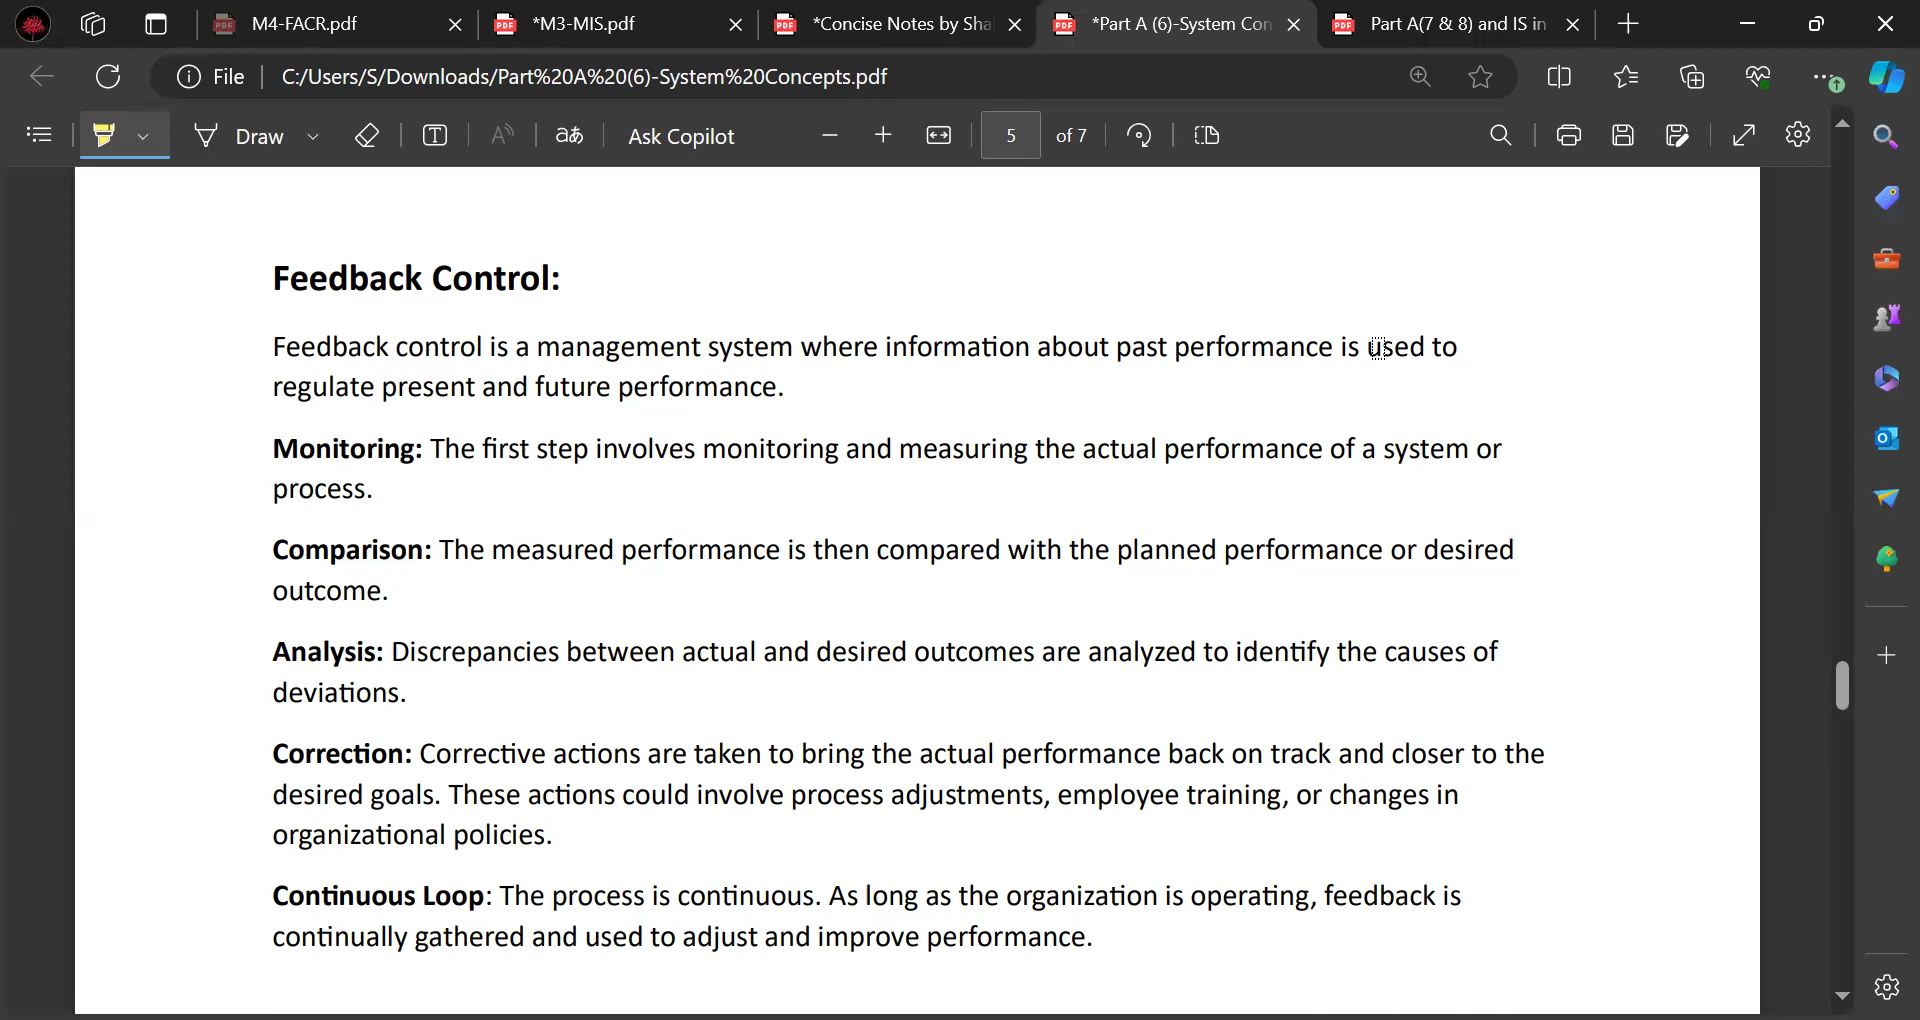 M4-FACR.pdf
*M3-MIS.pdf
*Concise Notes by Sha
*Part A (6)-System Con
Part A(7 & 8) and IS in
File
C:/Users/S/Downloads/Part%20A%20(6)-System%20Concepts.pdf
Draw
aあ
Ask Copilot
5 of 7
Feedback Control:
Feedback control is a management system where information about past performance is used to
regulate present and future performance.
Monitoring: The first step involves monitoring and measuring the actual performance of a system or
process.
Comparison: The measured performance is then compared with the planned performance or desired
outcome.
Analysis: Discrepancies between actual and desired outcomes are analyzed to identify the causes of
deviations.
Correction: Corrective actions are taken to bring the actual performance back on track and closer to the
desired goals. These actions could involve process adjustments, employee training, or changes in
organizational policies.
Continuous Loop: The process is continuous. As long as the organization is operating, feedback is
continually gathered and used to adjust and improve performance.